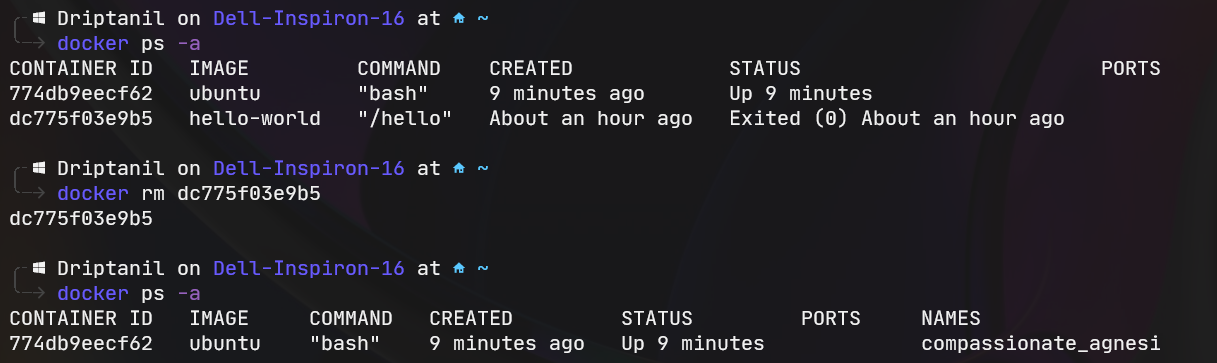 Driptanil on Dell-Inspiron-16 at ~
docker ps -a
CONTAINER ID   IMAGE         COMMAND    CREATED             STATUS                         PORTS
774db9eecf62   ubuntu        "bash"     9 minutes ago       Up 9 minutes
dc775f03e9b5   hello-world   "/hello"   About an hour ago   Exited (0) About an hour ago
Driptanil on Dell-Inspiron-16 at ~
docker rm dc775f03e9b5
dc775f03e9b5
Driptanil on Dell-Inspiron-16 at ~
docker ps -a
CONTAINER ID   IMAGE     COMMAND   CREATED         STATUS         PORTS     NAMES
774db9eecf62   ubuntu    "bash"    9 minutes ago   Up 9 minutes             compassionate_agnesi